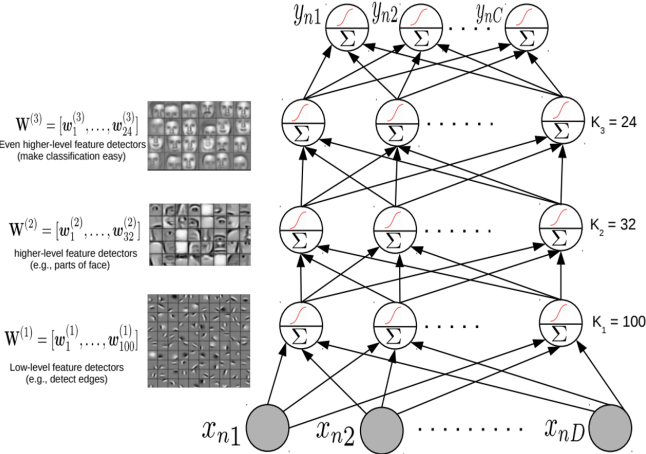 y_{n1} y_{n2} . . . . y_{nC}
Σ Σ Σ
W^{(3)} = [w_1^{(3)}, ..., w_{24}^{(3)}]
Even higher-level feature detectors
(make classification easy)
Σ Σ . . . . . . Σ
K_3 = 24
W^{(2)} = [w_1^{(2)}, ..., w_{32}^{(2)}]
higher-level feature detectors
(e.g., parts of face)
Σ Σ . . . . . . Σ
K_2 = 32
W^{(1)} = [w_1^{(1)}, ..., w_{100}^{(1)}]
Low-level feature detectors
(e.g., detect edges)
Σ Σ . . . . . Σ
K_1 = 100
x_{n1} x_{n2} . . . . . . . . . x_{nD}